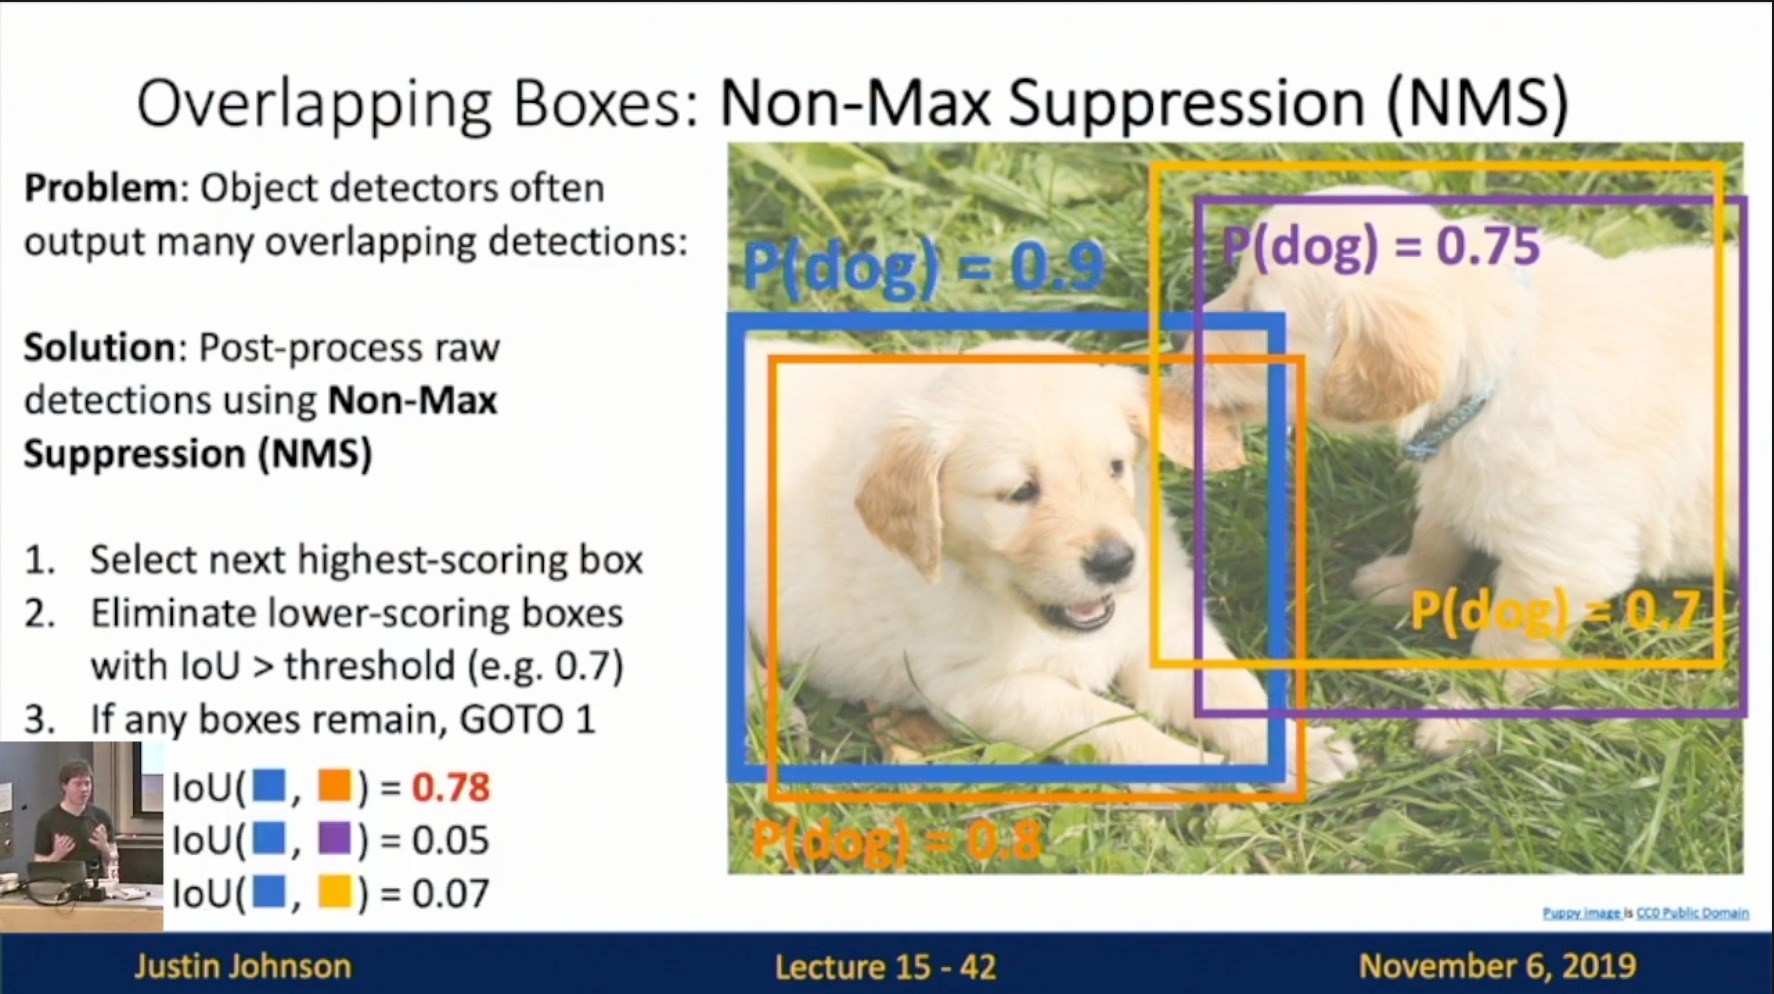 Overlapping Boxes: Non-Max Suppression (NMS)
Problem: Object detectors often
output many overlapping detections:
Solution: Post-process raw
detections using Non-Max
Suppression (NMS)
1. Select next highest-scoring box
2. Eliminate lower-scoring boxes
with IoU > threshold (e.g. 0.7)
3. If any boxes remain, GOTO 1
IoU( , ) = 0.78
IoU( , ) = 0.05
IoU( , ) = 0.07
P(dog) = 0.9
P(dog) = 0.75
P(dog) = 0.7
P(dog) = 0.8
Puppy image is CC0 Public Domain
Justin Johnson
Lecture 15 - 42
November 6, 2019